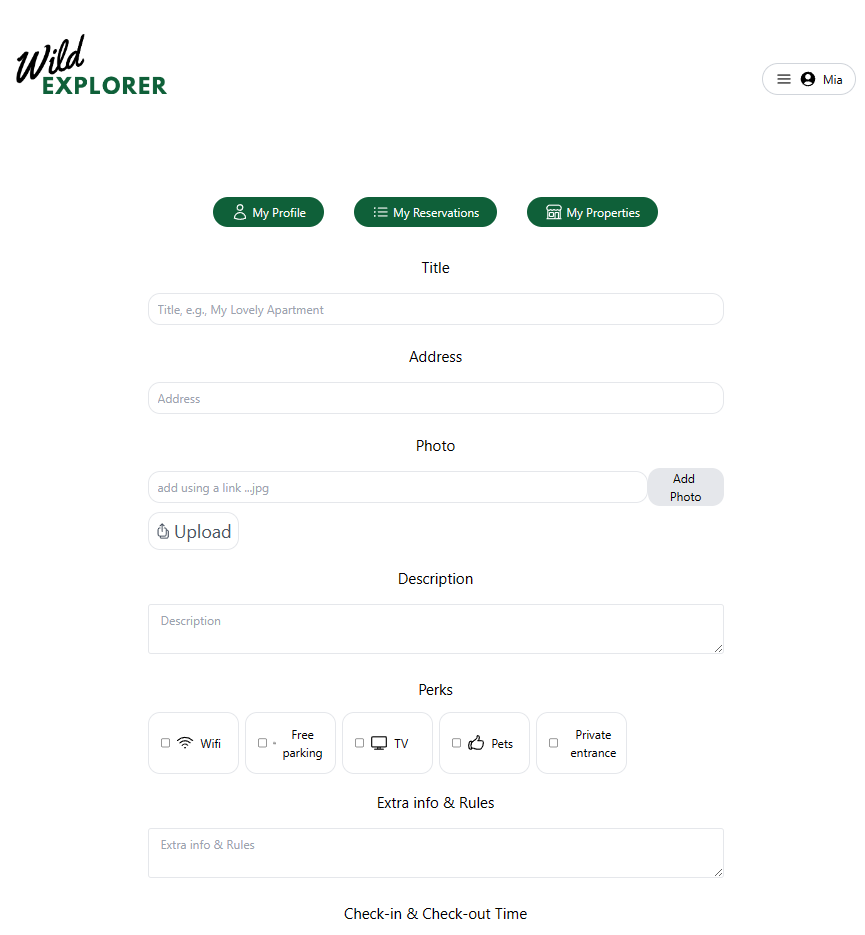 Wild
EXPLORER
Mia
My Profile
My Reservations
My Properties
Title
Title, e.g., My Lovely Apartment
Address
Address
Photo
add using a link ...jpg
Add
Photo
Upload
Description
Description
Perks
Wifi
Free
parking
TV
Pets
Private
entrance
Extra info & Rules
Extra info & Rules
Check-in & Check-out Time